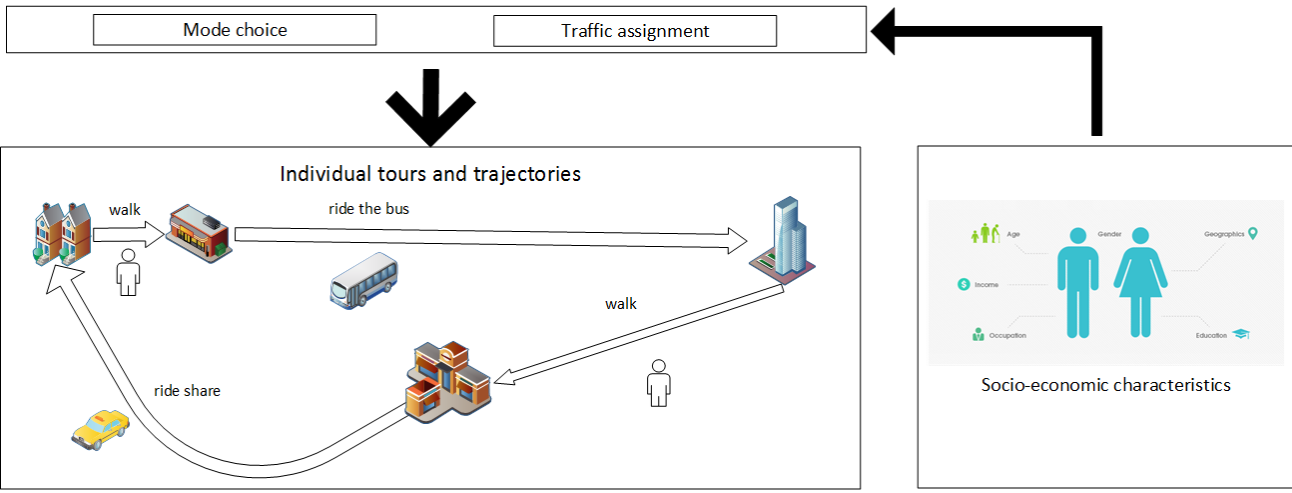 Mode choice
Traffic assignment
Individual tours and trajectories
walk
ride the bus
walk
ride share
Age
Gender
Geographics
$
Income
Occupation
Education
Socio-economic characteristics